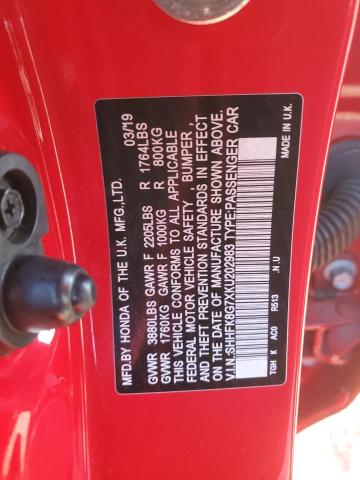 MFD.BY HONDA OF THE U.K. MFG.,LTD. 03/19
GVWR 3880LBS GAWR F 2205LBS R 1764LBS
GVWR 1760KG GAWR F 1000KG R 800KG
THIS VEHICLE CONFORMS TO ALL APPLICABLE
FEDERAL MOTOR VEHICLE SAFETY , BUMPER ,
AND THEFT PREVENTION STANDARDS IN EFFECT
ON THE DATE OF MANUFACTURE SHOWN ABOVE.
V.I.N.:SHHFK8G7XKU202983 TYPE:PASSENGER CAR
.N.U
TGH K AC0 R513 MADE IN U.K.